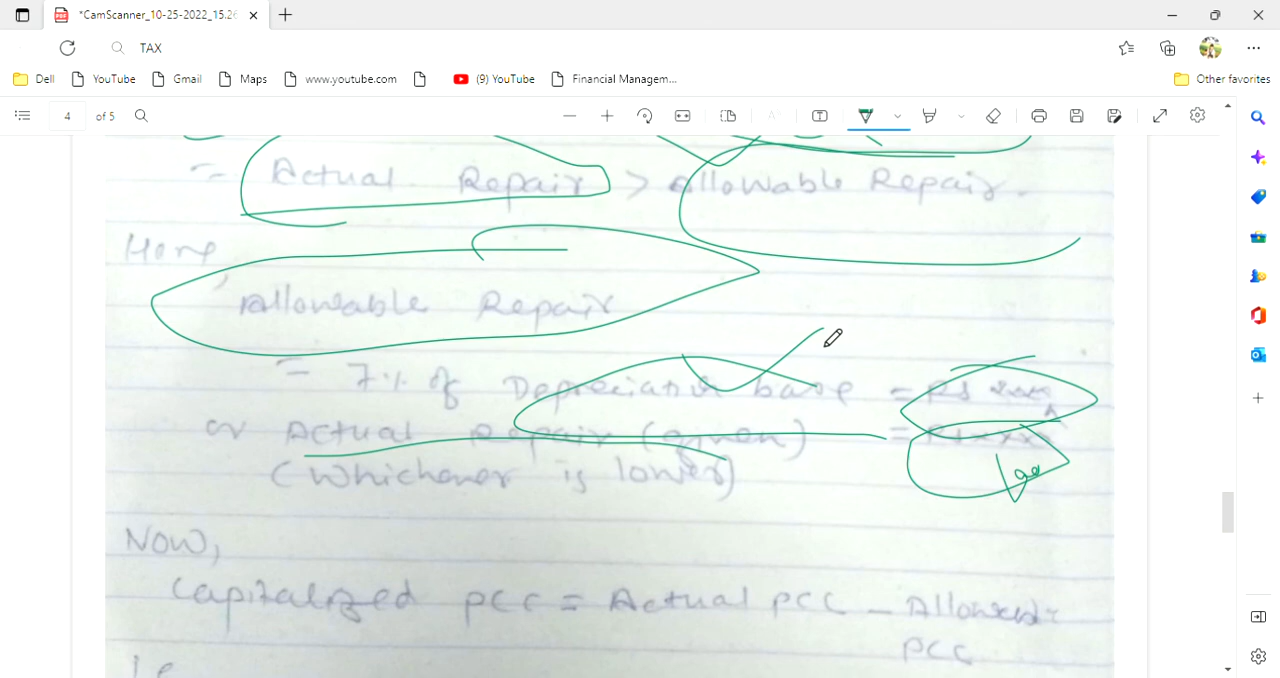 *CamScanner_10-25-2022_15.26
TAX
Dell YouTube Gmail Maps www.youtube.com (9) YouTube Financial Managem... Other favorites
4 of 5
= Actual Repair > Allowable Repair.
Here,
Allowable Repair
= 7% of Depreciation base = Rs xxx
or Actual Repair (given) = Rs xxx
(Whichever is lower)
Now,
Capitalized PCC = Actual PCC -
PCC